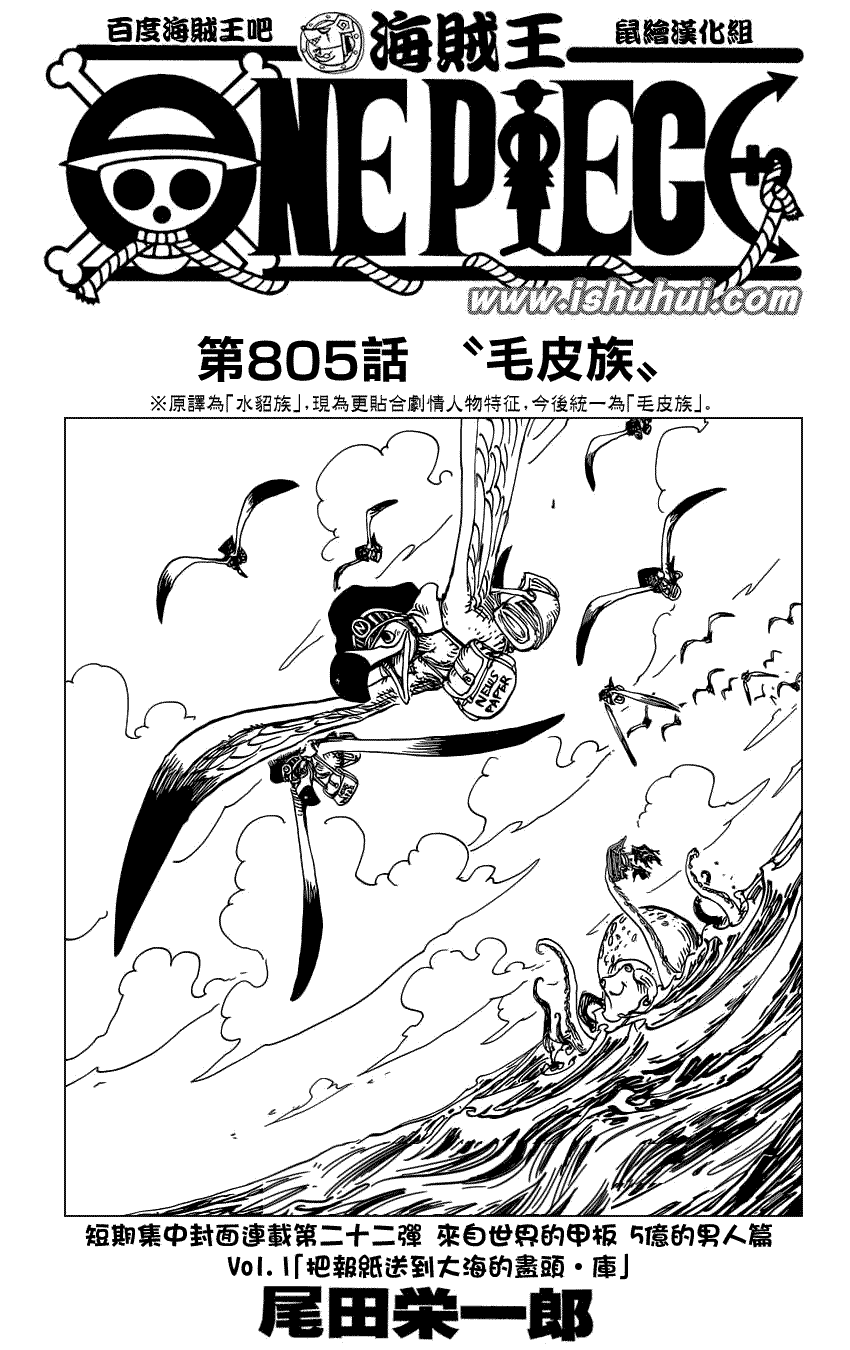 百度海賊王吧 海賊王 鼠繪漢化組
ONE PIECE
www.ishuhui.com
第805話 〝毛皮族〟
※原譯為「水貂族」,現為更貼合劇情人物特征,今後統一為「毛皮族」。
N
NEWS
PAPER
短期集中封面連載第二十二彈 來自世界的甲板 5億的男人篇
Vol.1「把報紙送到大海的盡頭・庫」
尾田栄一郎